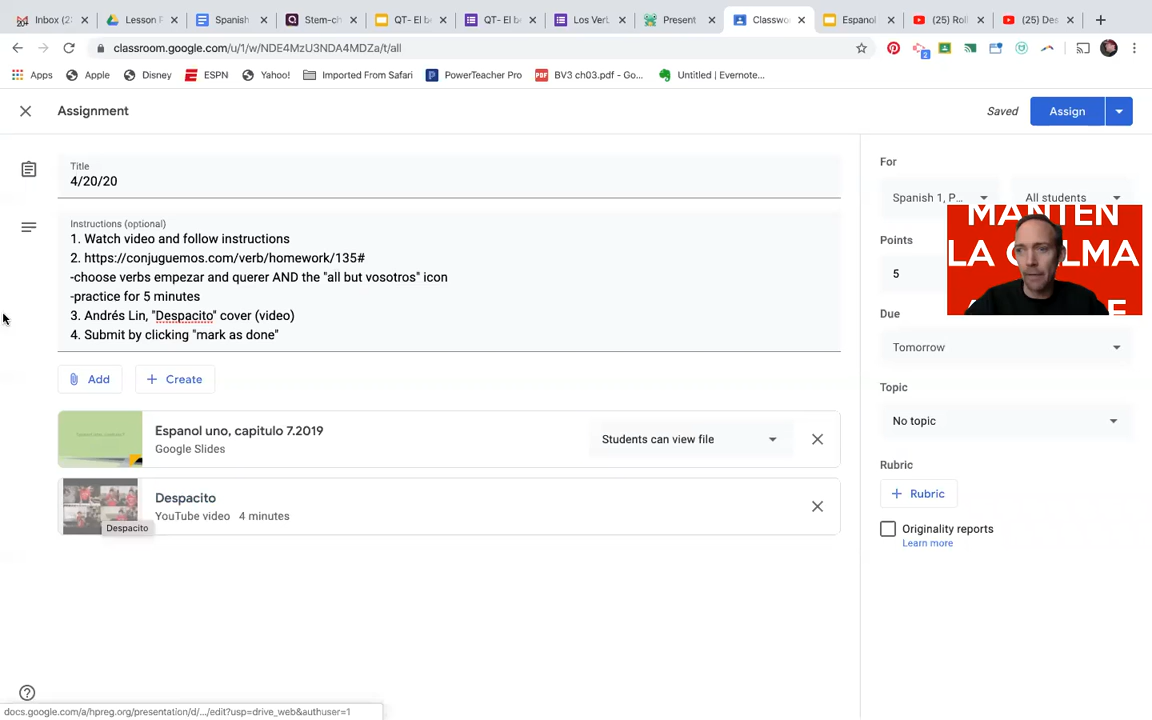 Inbox (2
Lesson P
Spanish
Stem-ch
QT- El b
QT- El b
Los Verb
Present
Classwo
Espanol
(25) Roll
(25) Des
classroom.google.com/u/1/w/NDE4MzU3NDA4MDZa/t/all
2
Apps
Apple
Disney
ESPN
Yahoo!
Imported From Safari
PowerTeacher Pro
BV3 ch03.pdf - Go...
Untitled | Evernote...
Assignment
Saved
Assign
Title
4/20/20
Instructions (optional)
1. Watch video and follow instructions
2. https://conjuguemos.com/verb/homework/135#
-choose verbs empezar and querer AND the "all but vosotros" icon
-practice for 5 minutes
3. Andrés Lin, "Despacito" cover (video)
4. Submit by clicking "mark as done"
Add
Create
Espanol uno, capitulo 7.2019
Google Slides
Students can view file
Despacito
YouTube video 4 minutes
Despacito
For
Spanish 1, P...
All students
MANTEN
LA CALMA
Points
5
Due
Tomorrow
Topic
No topic
Rubric
Rubric
Originality reports
Learn more
docs.google.com/a/hpreg.org/presentation/d/.../edit?usp=drive_web&authuser=1